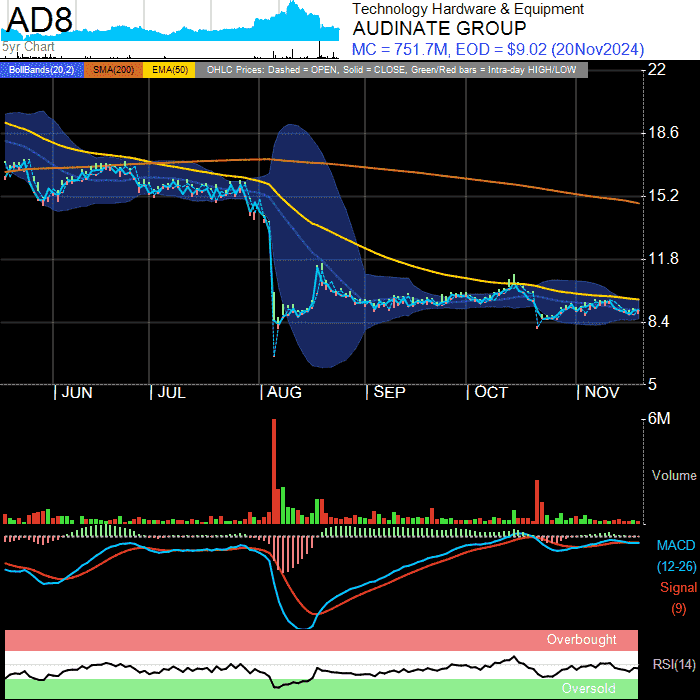 AD8
5yr Chart
Technology Hardware & Equipment
AUDINATE GROUP
MC = 751.7M, EOD = $9.02 (20Nov2024)
BollBands(20,2) SMA(200) EMA(50) OHLC Prices: Dashed = OPEN, Solid = CLOSE, Green/Red bars = Intra-day HIGH/LOW
22
18.6
15.2
11.8
8.4
5
JUN JUL AUG SEP OCT NOV
6M
Volume
MACD
(12-26)
Signal
(9)
Overbought
RSI(14)
Oversold